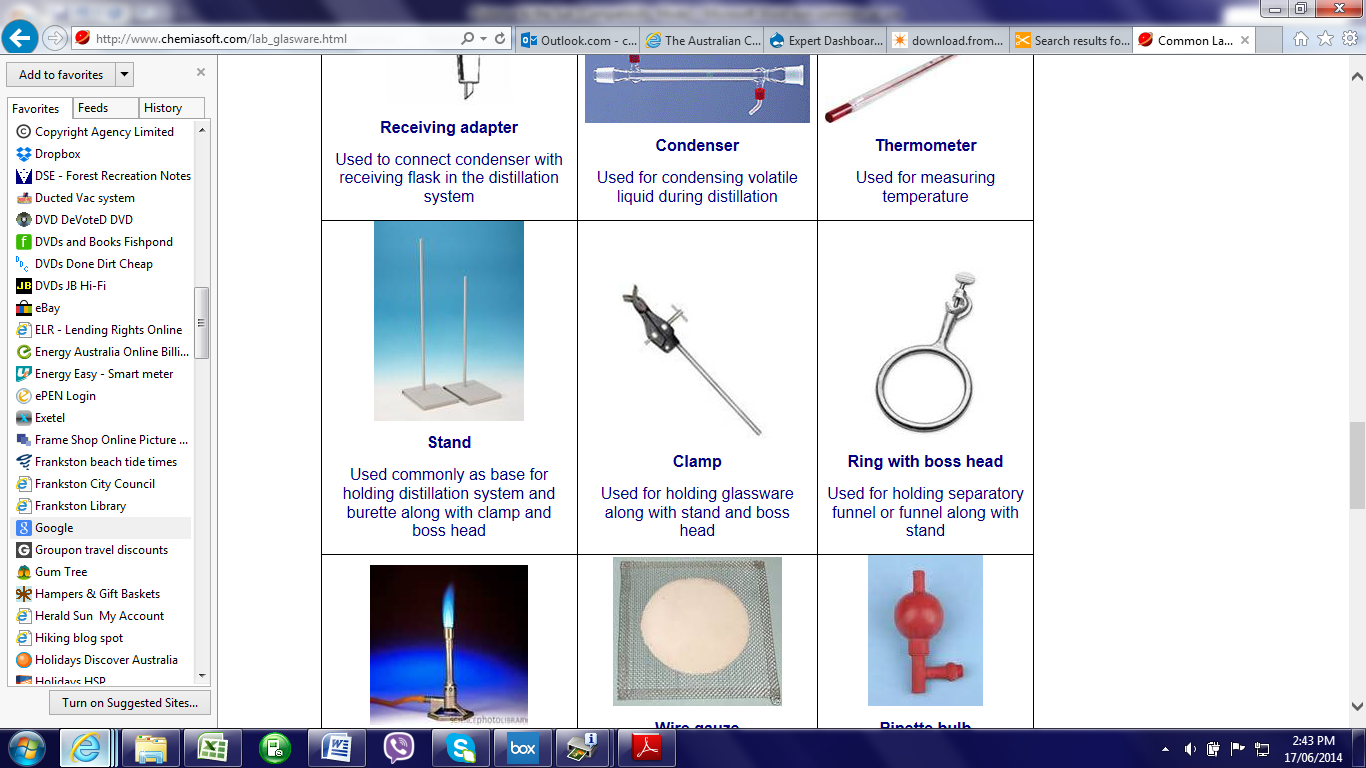 http://www.chemiasoft.com/lab_glasware.html
Outlook.com - c...
The Australian C...
Expert Dashboar...
download.from...
Search results fo...
Common La...
Add to favorites
Favorites
Feeds
History
Copyright Agency Limited
Dropbox
DSE - Forest Recreation Notes
Ducted Vac system
DVD DeVoteD DVD
DVDs and Books Fishpond
DVDs Done Dirt Cheap
DVDs JB Hi-Fi
eBay
ELR - Lending Rights Online
Energy Australia Online Billi...
Energy Easy - Smart meter
ePEN Login
Exetel
Frame Shop Online Picture ...
Frankston beach tide times
Frankston City Council
Frankston Library
Google
Groupon travel discounts
Gum Tree
Hampers & Gift Baskets
Herald Sun  My Account
Hiking blog spot
Holidays Discover Australia
Holidays HSP
Turn on Suggested Sites...
Receiving adapter
Used to connect condenser with
receiving flask in the distillation
system
Condenser
Used for condensing volatile
liquid during distillation
Thermometer
Used for measuring
temperature
Stand
Used commonly as base for
holding distillation system and
burette along with clamp and
boss head
Clamp
Used for holding glassware
along with stand and boss
head
Ring with boss head
Used for holding separatory
funnel or funnel along with
stand
SCIENCEPHOTOLIBRARY
Wire gauze
Pipette bulb
box
2:43 PM
17/06/2014